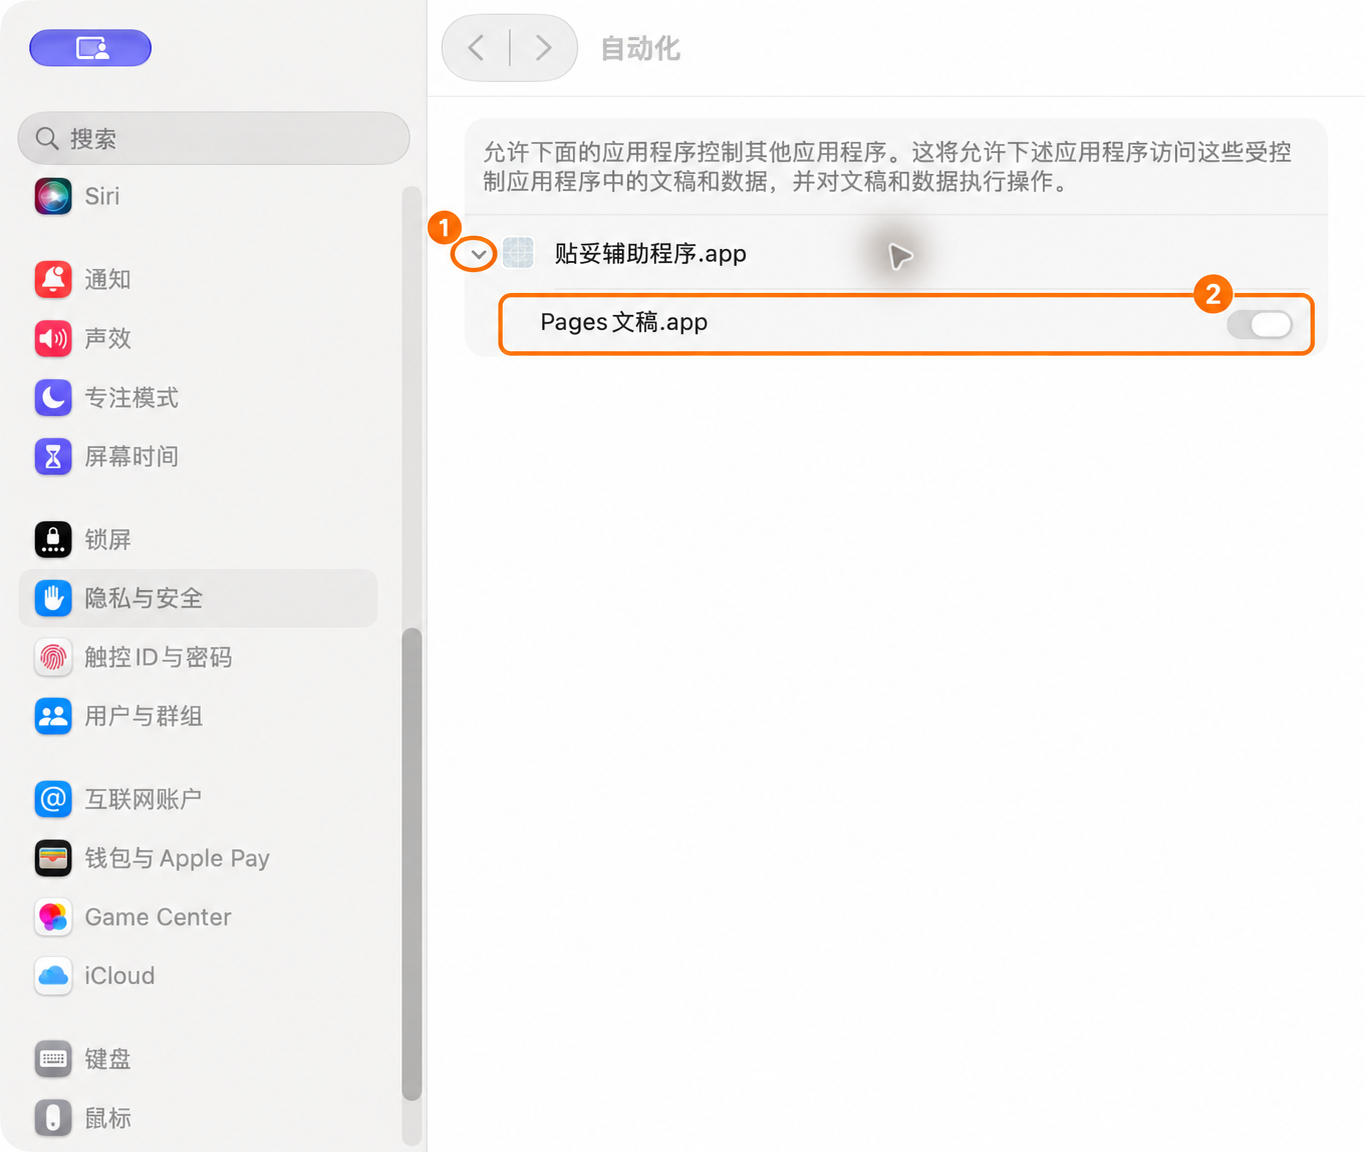 自动化
搜索
Siri
通知
声效
专注模式
屏幕时间
锁屏
隐私与安全
触控 ID 与密码
用户与群组
互联网账户
钱包与 Apple Pay
Game Center
iCloud
键盘
鼠标
允许下面的应用程序控制其他应用程序。这将允许下述应用程序访问这些受控
制应用程序中的文稿和数据，并对文稿和数据执行操作。
1
贴妥辅助程序.app
2
Pages 文稿.app